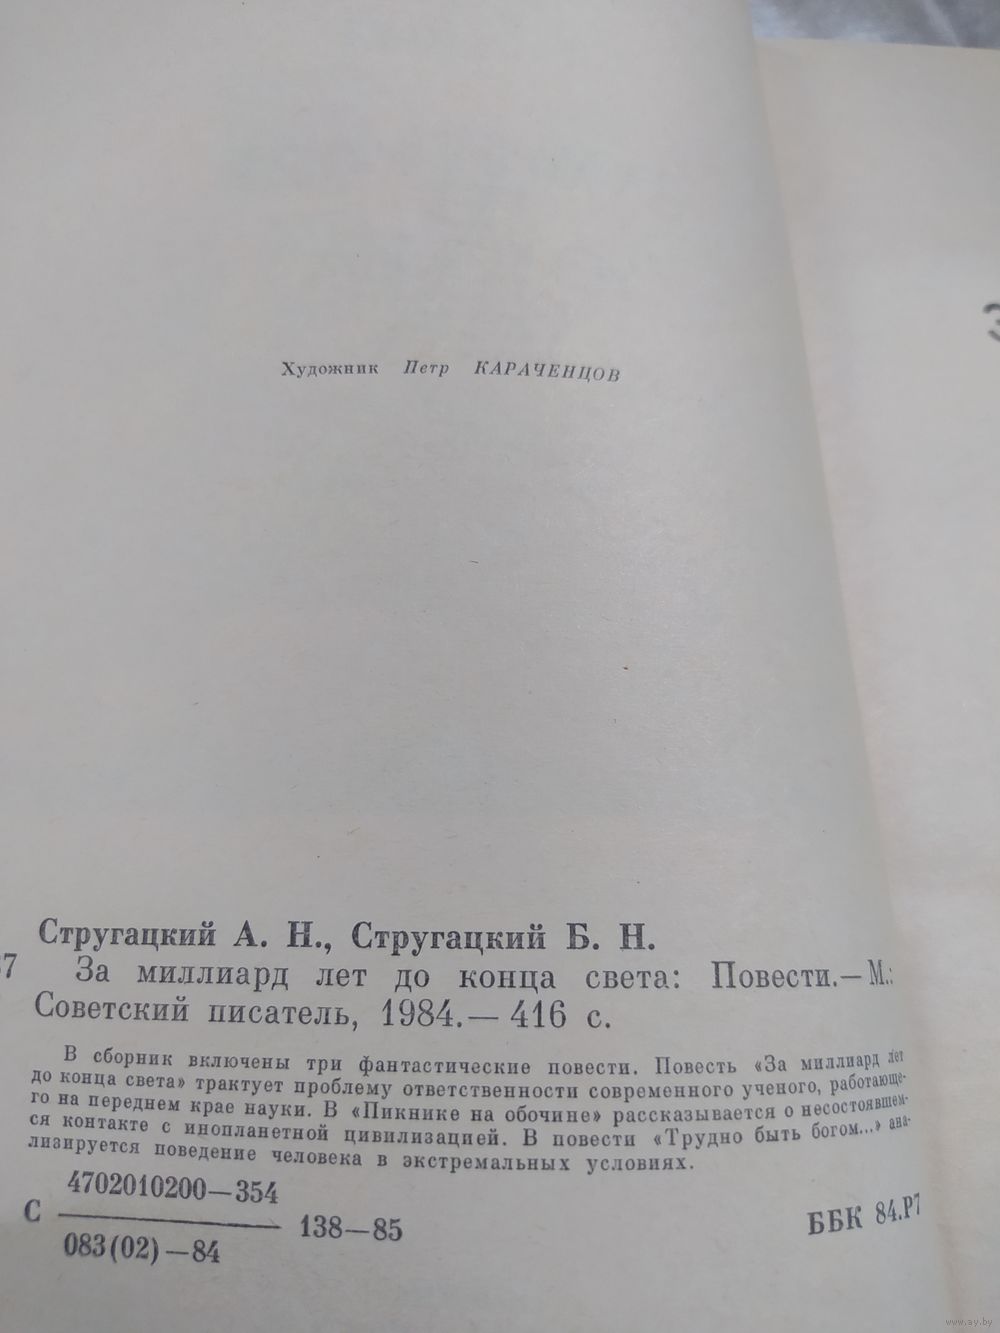 Художник Петр КАРАЧЕНЦОВ
Стругацкий А. Н., Стругацкий Б. Н.
За миллиард лет до конца света: Повести.— М.:
Советский писатель, 1984.— 416 с.
В сборник включены три фантастические повести. Повесть «За миллиард лет
до конца света» трактует проблему ответственности современного ученого, работающе-
го на переднем крае науки. В «Пикнике на обочине» рассказывается о несостоявшем-
ся контакте с инопланетной цивилизацией. В повести «Трудно быть богом...» ана-
лизируется поведение человека в экстремальных условиях.
4702010200—354
С 138—85
083(02)—84
ББК 84.Р7
www.ay.by